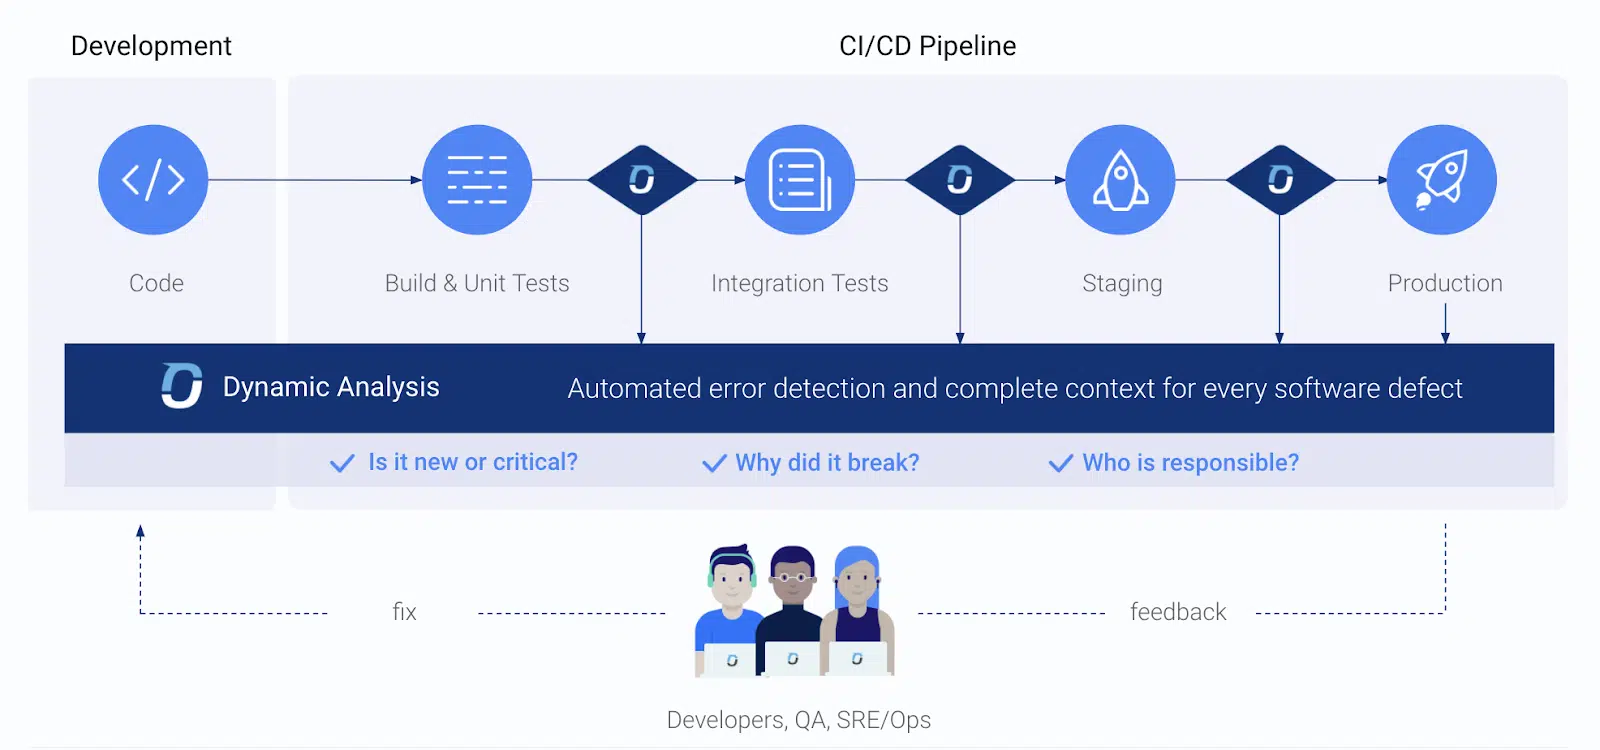 Development
CI/CD Pipeline
Code
Build & Unit Tests
Integration Tests
Staging
Production
Dynamic Analysis
Automated error detection and complete context for every software defect
Is it new or critical?
Why did it break?
Who is responsible?
fix
feedback
Developers, QA, SRE/Ops